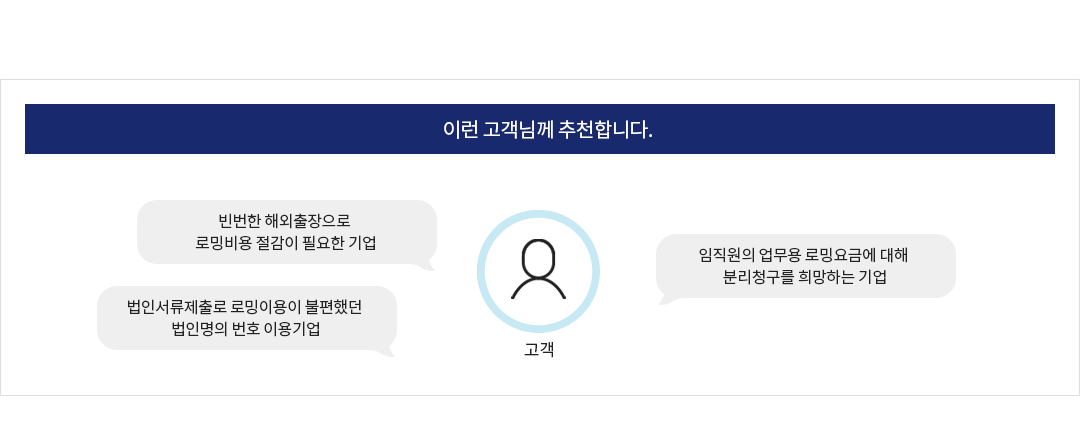 이런 고객님께 추천합니다.
빈번한 해외출장으로
로밍비용 절감이 필요한 기업
법인서류제출로 로밍이용이 불편했던
법인명의 번호 이용기업
고객
임직원의 업무용 로밍요금에 대해
분리청구를 희망하는 기업